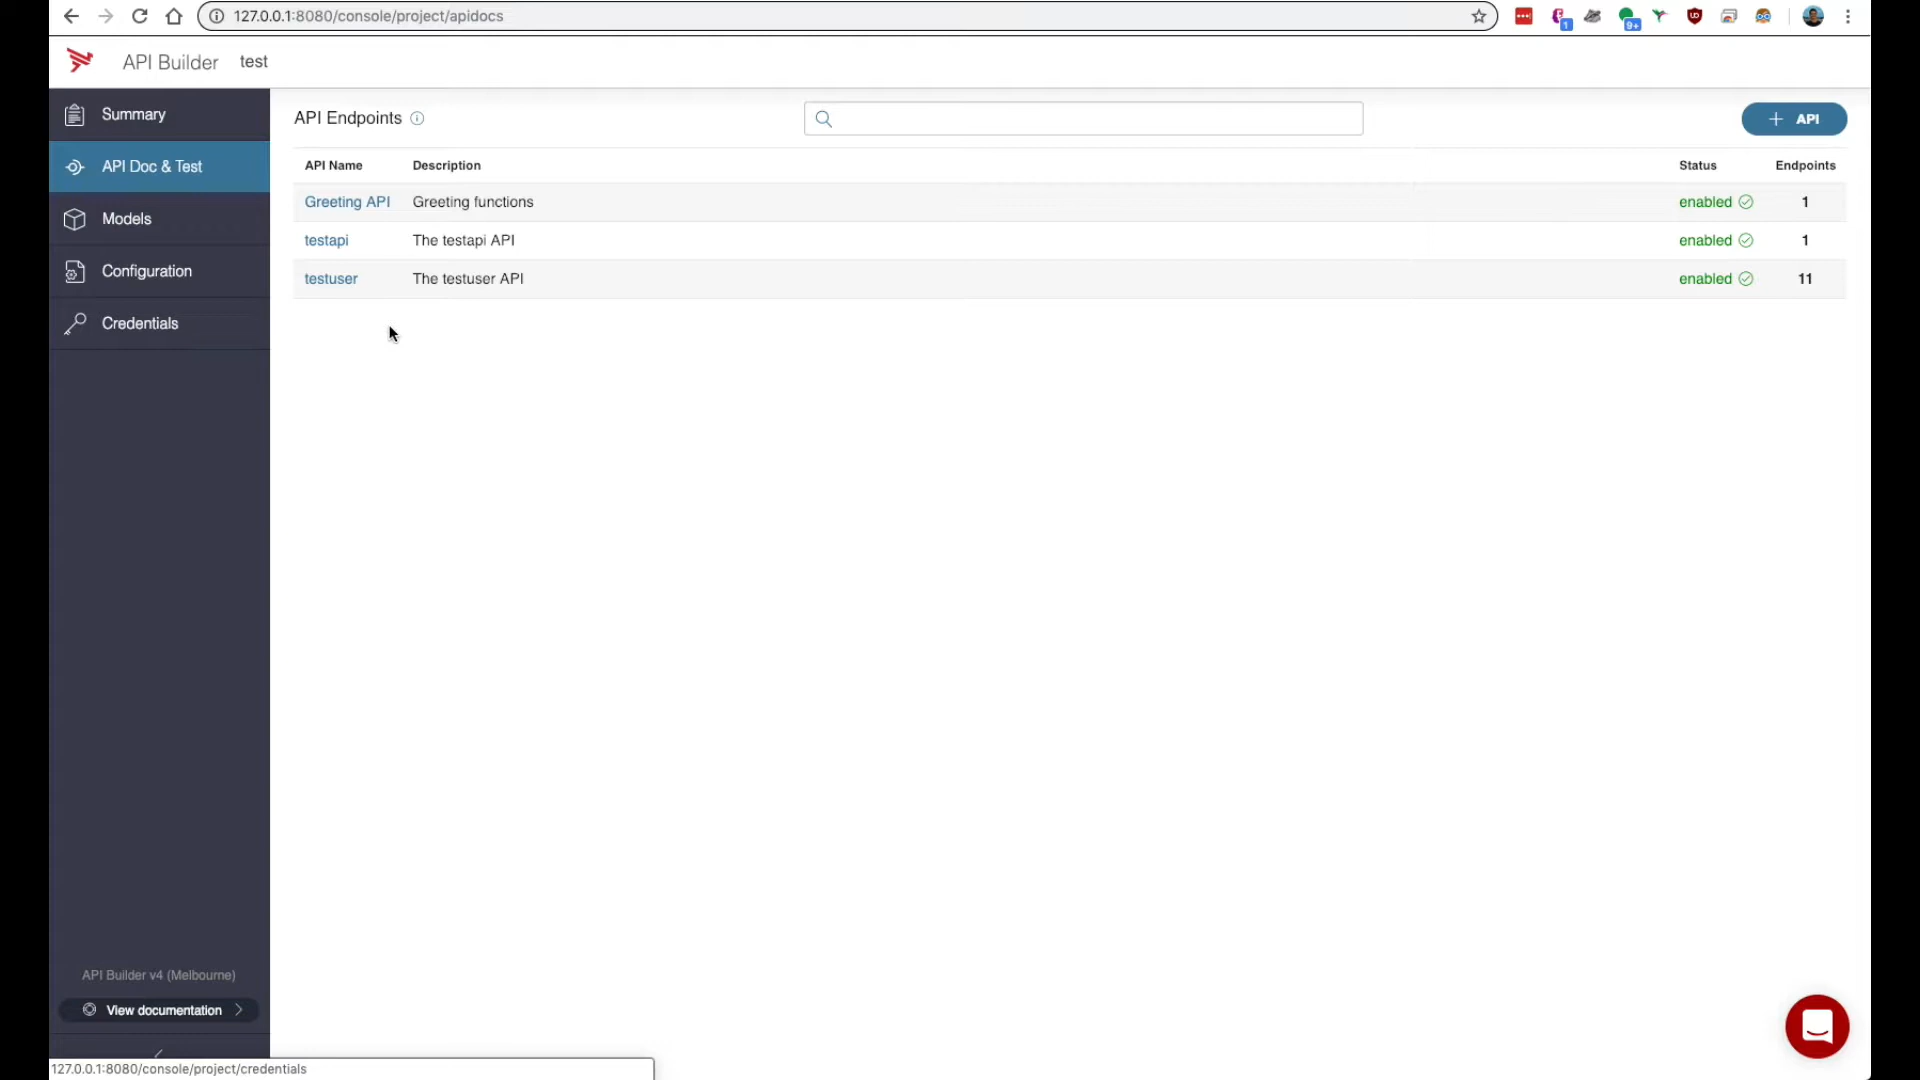 127.0.0.1:8080/console/project/apidocs
1
9+
API Builder test
Summary
API Doc & Test
Models
Configuration
Credentials
API Endpoints
+ API
API Name Description Status Endpoints
Greeting API Greeting functions enabled 1
testapi The testapi API enabled 1
testuser The testuser API enabled 11
API Builder v4 (Melbourne)
View documentation
127.0.0.1:8080/console/project/credentials